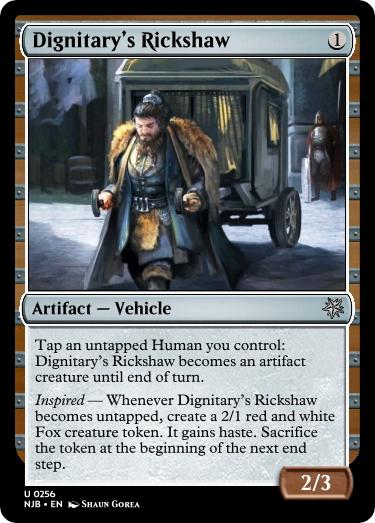 Dignitary's Rickshaw 1
Artifact — Vehicle
Tap an untapped Human you control:
Dignitary's Rickshaw becomes an artifact
creature until end of turn.
Inspired — Whenever Dignitary's Rickshaw
becomes untapped, create a 2/1 red and white
Fox creature token. It gains haste. Sacrifice
the token at the beginning of the next end
step.
2/3
U 0256
NJB • EN Shaun Gorea